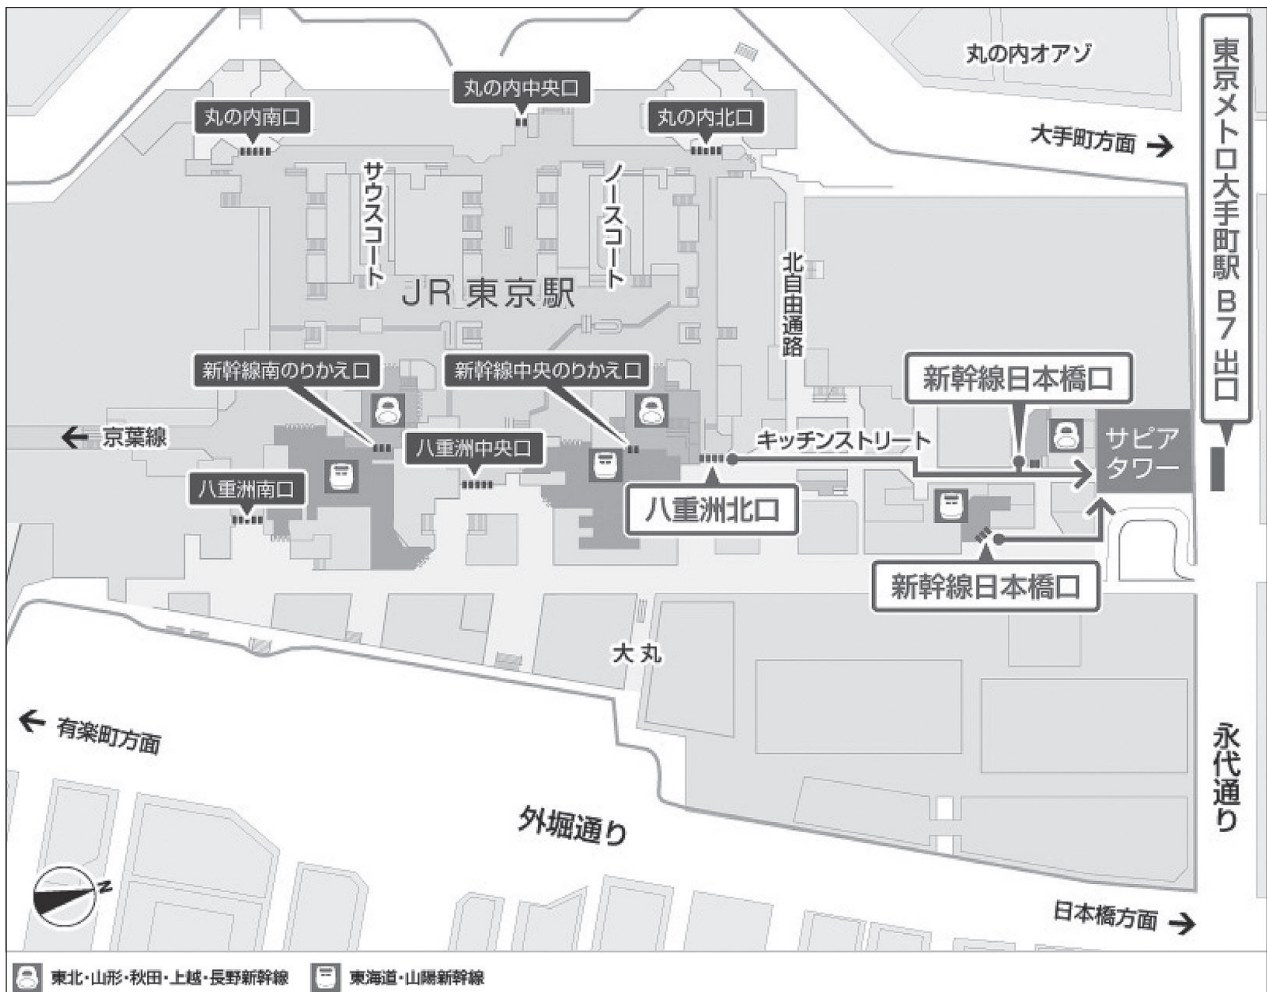 丸の内オアゾ
東京メトロ大手町駅 B7 出口
丸の内中央口
丸の内南口
丸の内北口
大手町方面
サウスコート
ノースコート
JR 東京駅
北自由通路
新幹線南のりかえ口
新幹線中央のりかえ口
新幹線日本橋口
京葉線
八重洲中央口
キッチンストリート
サピア
タワー
八重洲南口
八重洲北口
新幹線日本橋口
大丸
有楽町方面
永代通り
外堀通り
N
日本橋方面
東北・山形・秋田・上越・長野新幹線
東海道・山陽新幹線